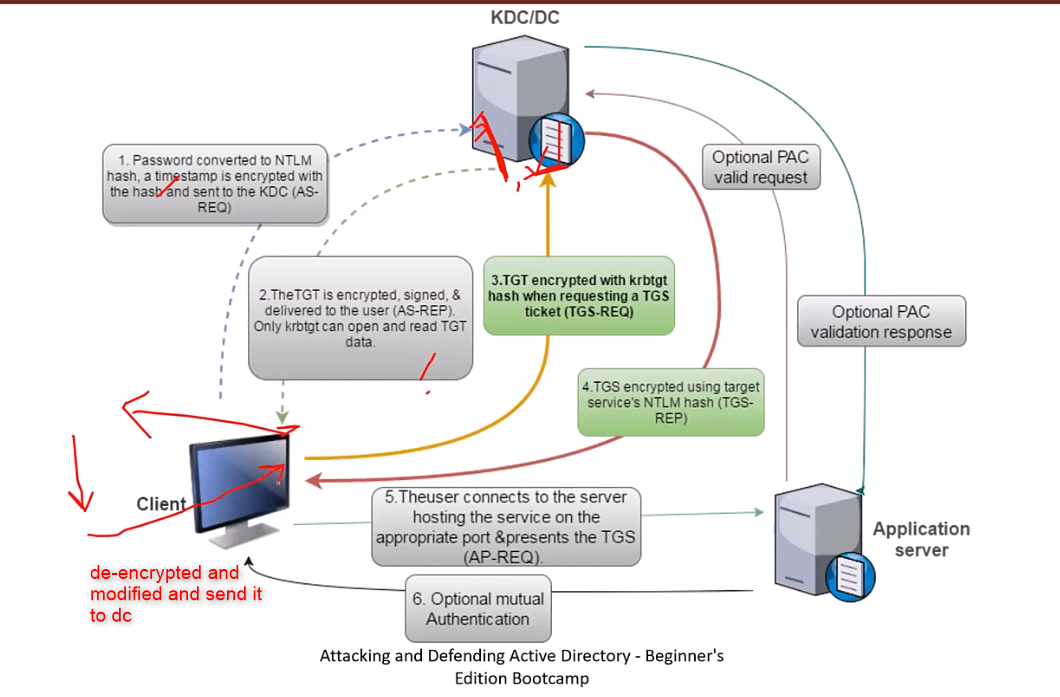 KDC/DC
1. Password converted to NTLM
hash, a timestamp is encrypted with
the hash and sent to the KDC (AS-
REQ)
Optional PAC
valid request
2.TheTGT is encrypted, signed, &
delivered to the user (AS-REP).
Only krbtgt can open and read TGT
data.
3.TGT encrypted with krbtgt
hash when requesting a TGS
ticket (TGS-REQ)
Optional PAC
validation response
4.TGS encrypted using target
service's NTLM hash (TGS-
REP)
Client
5.Theuser connects to the server
hosting the service on the
appropriate port &presents the TGS
(AP-REQ).
Application
server
de-encrypted and
modified and send it
to dc
6. Optional mutual
Authentication
Attacking and Defending Active Directory - Beginner's
Edition Bootcamp